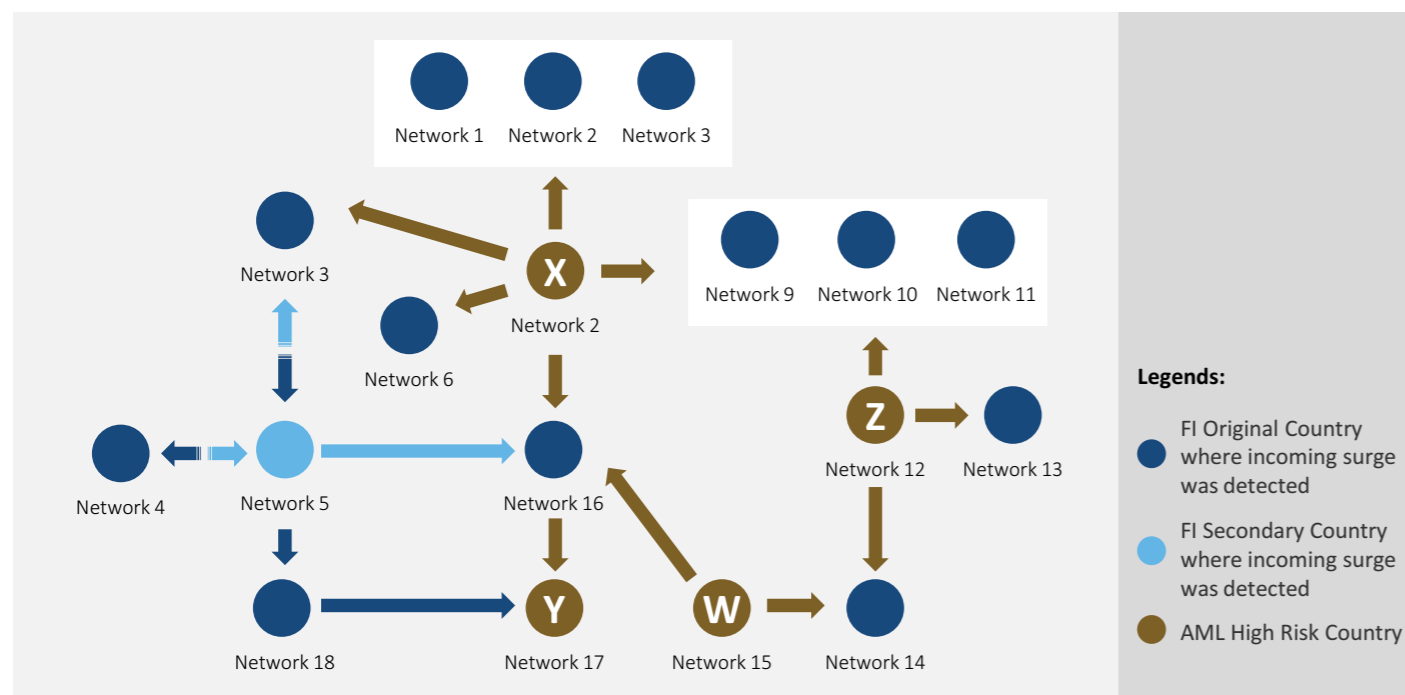 Network 1
Network 2
Network 3
Network 3
X
Network 9
Network 10
Network 11
Network 2
Network 6
Z
Network 12
Network 13
Network 4
Network 5
Network 16
Y
W
Network 18
Network 17
Network 15
Network 14
Legends:
FI Original Country
where incoming surge
was detected
FI Secondary Country
where incoming surge
was detected
AML High Risk Country